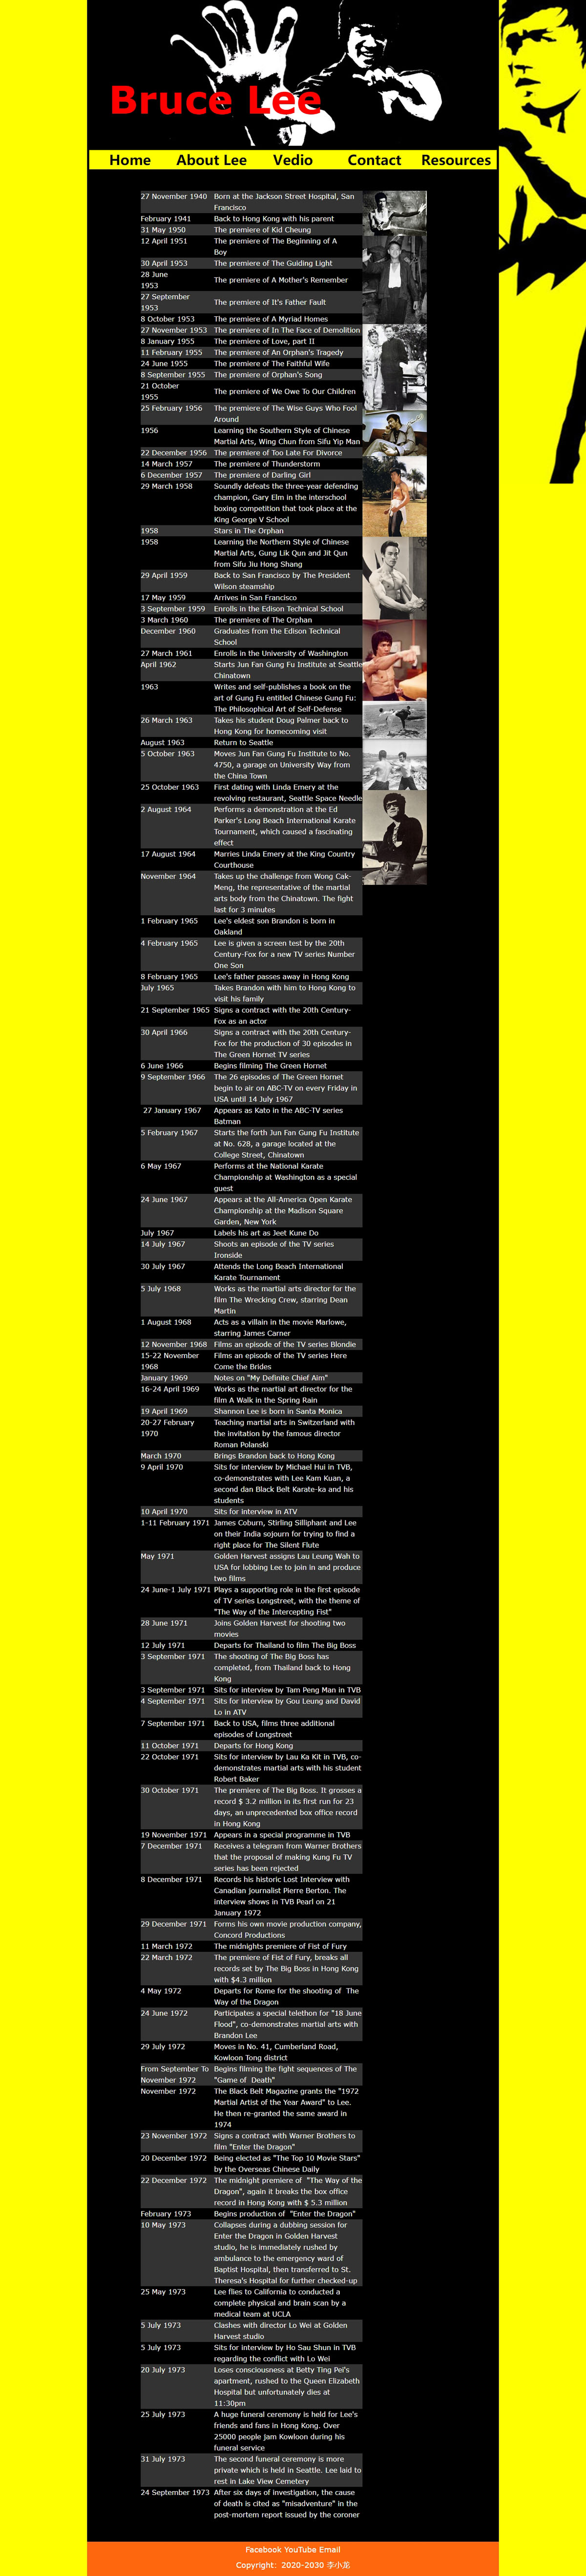 Bruce Lee
Home About Lee Vedio Contact Resources
27 November 1940 Born at the Jackson Street Hospital, San
Francisco
February 1941 Back to Hong Kong with his parent
31 May 1950 The premiere of Kid Cheung
12 April 1951 The premiere of The Beginning of A
Boy
30 April 1953 The premiere of The Guiding Light
28 June
1953 The premiere of A Mother's Remember
27 September
1953 The premiere of It's Father Fault
8 October 1953 The premiere of A Myriad Homes
27 November 1953 The premiere of In The Face of Demolition
8 January 1955 The premiere of Love, part II
11 February 1955 The premiere of An Orphan's Tragedy
24 June 1955 The premiere of The Faithful Wife
8 September 1955 The premiere of Orphan's Song
21 October
1955 The premiere of We Owe To Our Children
25 February 1956 The premiere of The Wise Guys Who Fool
Around
1956 Learning the Southern Style of Chinese
Martial Arts, Wing Chun from Sifu Yip Man
22 December 1956 The premiere of Too Late For Divorce
14 March 1957 The premiere of Thunderstorm
6 December 1957 The premiere of Darling Girl
29 March 1958 Soundly defeats the three-year defending
champion, Gary Elm in the interschool
boxing competition that took place at the
King George V School
1958 Stars in The Orphan
1958 Learning the Northern Style of Chinese
Martial Arts, Gung Lik Qun and Jit Qun
from Sifu Jiu Hong Shang
29 April 1959 Back to San Francisco by The President
Wilson steamship
17 May 1959 Arrives in San Francisco
3 September 1959 Enrolls in the Edison Technical School
3 March 1960 The premiere of The Orphan
December 1960 Graduates from the Edison Technical
School
27 March 1961 Enrolls in the University of Washington
April 1962 Starts Jun Fan Gung Fu Institute at Seattle
Chinatown
1963 Writes and self-publishes a book on the
art of Gung Fu entitled Chinese Gung Fu:
The Philosophical Art of Self-Defense
26 March 1963 Takes his student Doug Palmer back to
Hong Kong for homecoming visit
August 1963 Return to Seattle
5 October 1963 Moves Jun Fan Gung Fu Institute to No.
4750, a garage on University Way from
the China Town
25 October 1963 First dating with Linda Emery at the
revolving restaurant, Seattle Space Needle
2 August 1964 Performs a demonstration at the Ed
Parker's Long Beach International Karate
Tournament, which caused a fascinating
effect
17 August 1964 Marries Linda Emery at the King Country
Courthouse
November 1964 Takes up the challenge from Wong Cak-
Meng, the representative of the martial
arts body from the Chinatown. The fight
last for 3 minutes
1 February 1965 Lee's eldest son Brandon is born in
Oakland
4 February 1965 Lee is given a screen test by the 20th
Century-Fox for a new TV series Number
One Son
8 February 1965 Lee's father passes away in Hong Kong
July 1965 Takes Brandon with him to Hong Kong to
visit his family
21 September 1965 Signs a contract with the 20th Century-
Fox as an actor
30 April 1966 Signs a contract with the 20th Century-
Fox for the production of 30 episodes in
The Green Hornet TV series
6 June 1966 Begins filming The Green Hornet
9 September 1966 The 26 episodes of The Green Hornet
begin to air on ABC-TV on every Friday in
USA until 14 July 1967
27 January 1967 Appears as Kato in the ABC-TV series
Batman
5 February 1967 Starts the forth Jun Fan Gung Fu Institute
at No. 628, a garage located at the
College Street, Chinatown
6 May 1967 Performs at the National Karate
Championship at Washington as a special
guest
24 June 1967 Appears at the All-America Open Karate
Championship at the Madison Square
Garden, New York
July 1967 Labels his art as Jeet Kune Do
14 July 1967 Shoots an episode of the TV series
Ironside
30 July 1967 Attends the Long Beach International
Karate Tournament
5 July 1968 Works as the martial arts director for the
film The Wrecking Crew, starring Dean
Martin
1 August 1968 Acts as a villain in the movie Marlowe,
starring James Carner
12 November 1968 Films an episode of the TV series Blondie
15-22 November Films an episode of the TV series Here
1968 Come the Brides
January 1969 Notes on "My Definite Chief Aim"
16-24 April 1969 Works as the martial art director for the
film A Walk in the Spring Rain
19 April 1969 Shannon Lee is born in Santa Monica
20-27 February Teaching martial arts in Switzerland with
1970 the invitation by the famous director
Roman Polanski
March 1970 Brings Brandon back to Hong Kong
9 April 1970 Sits for interview by Michael Hui in TVB,
co-demonstrates with Lee Kam Kuan, a
second dan Black Belt Karate-ka and his
students
10 April 1970 Sits for interview in ATV
1-11 February 1971 James Coburn, Stirling Silliphant and Lee
on their India sojourn for trying to find a
right place for The Silent Flute
May 1971 Golden Harvest assigns Lau Leung Wah to
USA for lobbing Lee to join in and produce
two films
24 June-1 July 1971 Plays a supporting role in the first episode
of TV series Longstreet, with the theme of
"The Way of the Intercepting Fist"
28 June 1971 Joins Golden Harvest for shooting two
movies
12 July 1971 Departs for Thailand to film The Big Boss
3 September 1971 The shooting of The Big Boss has
completed, from Thailand back to Hong
Kong
3 September 1971 Sits for interview by Tam Peng Man in TVB
4 September 1971 Sits for interview by Gou Leung and David
Lo in ATV
7 September 1971 Back to USA, films three additional
episodes of Longstreet
11 October 1971 Departs for Hong Kong
22 October 1971 Sits for interview by Lau Ka Kit in TVB, co-
demonstrates martial arts with his student
Robert Baker
30 October 1971 The premiere of The Big Boss. It grosses a
record $ 3.2 million in its first run for 23
days, an unprecedented box office record
in Hong Kong
19 November 1971 Appears in a special programme in TVB
7 December 1971 Receives a telegram from Warner Brothers
that the proposal of making Kung Fu TV
series has been rejected
8 December 1971 Records his historic Lost Interview with
Canadian journalist Pierre Berton. The
interview shows in TVB Pearl on 21
January 1972
29 December 1971 Forms his own movie production company,
Concord Productions
11 March 1972 The midnights premiere of Fist of Fury
22 March 1972 The premiere of Fist of Fury, breaks all
records set by The Big Boss in Hong Kong
with $4.3 million
4 May 1972 Departs for Rome for the shooting of The
Way of the Dragon
24 June 1972 Participates a special telethon for "18 June
Flood", co-demonstrates martial arts with
Brandon Lee
29 July 1972 Moves in No. 41, Cumberland Road,
Kowloon Tong district
From September To Begins filming the fight sequences of The
November 1972 "Game of Death"
November 1972 The Black Belt Magazine grants the "1972
Martial Artist of the Year Award" to Lee.
He then re-granted the same award in
1974
23 November 1972 Signs a contract with Warner Brothers to
film "Enter the Dragon"
20 December 1972 Being elected as "The Top 10 Movie Stars"
by the Overseas Chinese Daily
22 December 1972 The midnight premiere of "The Way of the
Dragon", again it breaks the box office
record in Hong Kong with $ 5.3 million
February 1973 Begins production of "Enter the Dragon"
10 May 1973 Collapses during a dubbing session for
Enter the Dragon in Golden Harvest
studio, he is immediately rushed by
ambulance to the emergency ward of
Baptist Hospital, then transferred to St.
Theresa's Hospital for further checked-up
25 May 1973 Lee flies to California to conducted a
complete physical and brain scan by a
medical team at UCLA
5 July 1973 Clashes with director Lo Wei at Golden
Harvest studio
5 July 1973 Sits for interview by Ho Sau Shun in TVB
regarding the conflict with Lo Wei
20 July 1973 Loses consciousness at Betty Ting Pei's
apartment, rushed to the Queen Elizabeth
Hospital but unfortunately dies at
11:30pm
25 July 1973 A huge funeral ceremony is held for Lee's
friends and fans in Hong Kong. Over
25000 people jam Kowloon during his
funeral service
31 July 1973 The second funeral ceremony is more
private which is held in Seattle. Lee laid to
rest in Lake View Cemetery
24 September 1973 After six days of investigation, the cause
of death is cited as "misadventure" in the
post-mortem report issued by the coroner
Facebook YouTube Email
Copyright: 2020-2030 李小龙